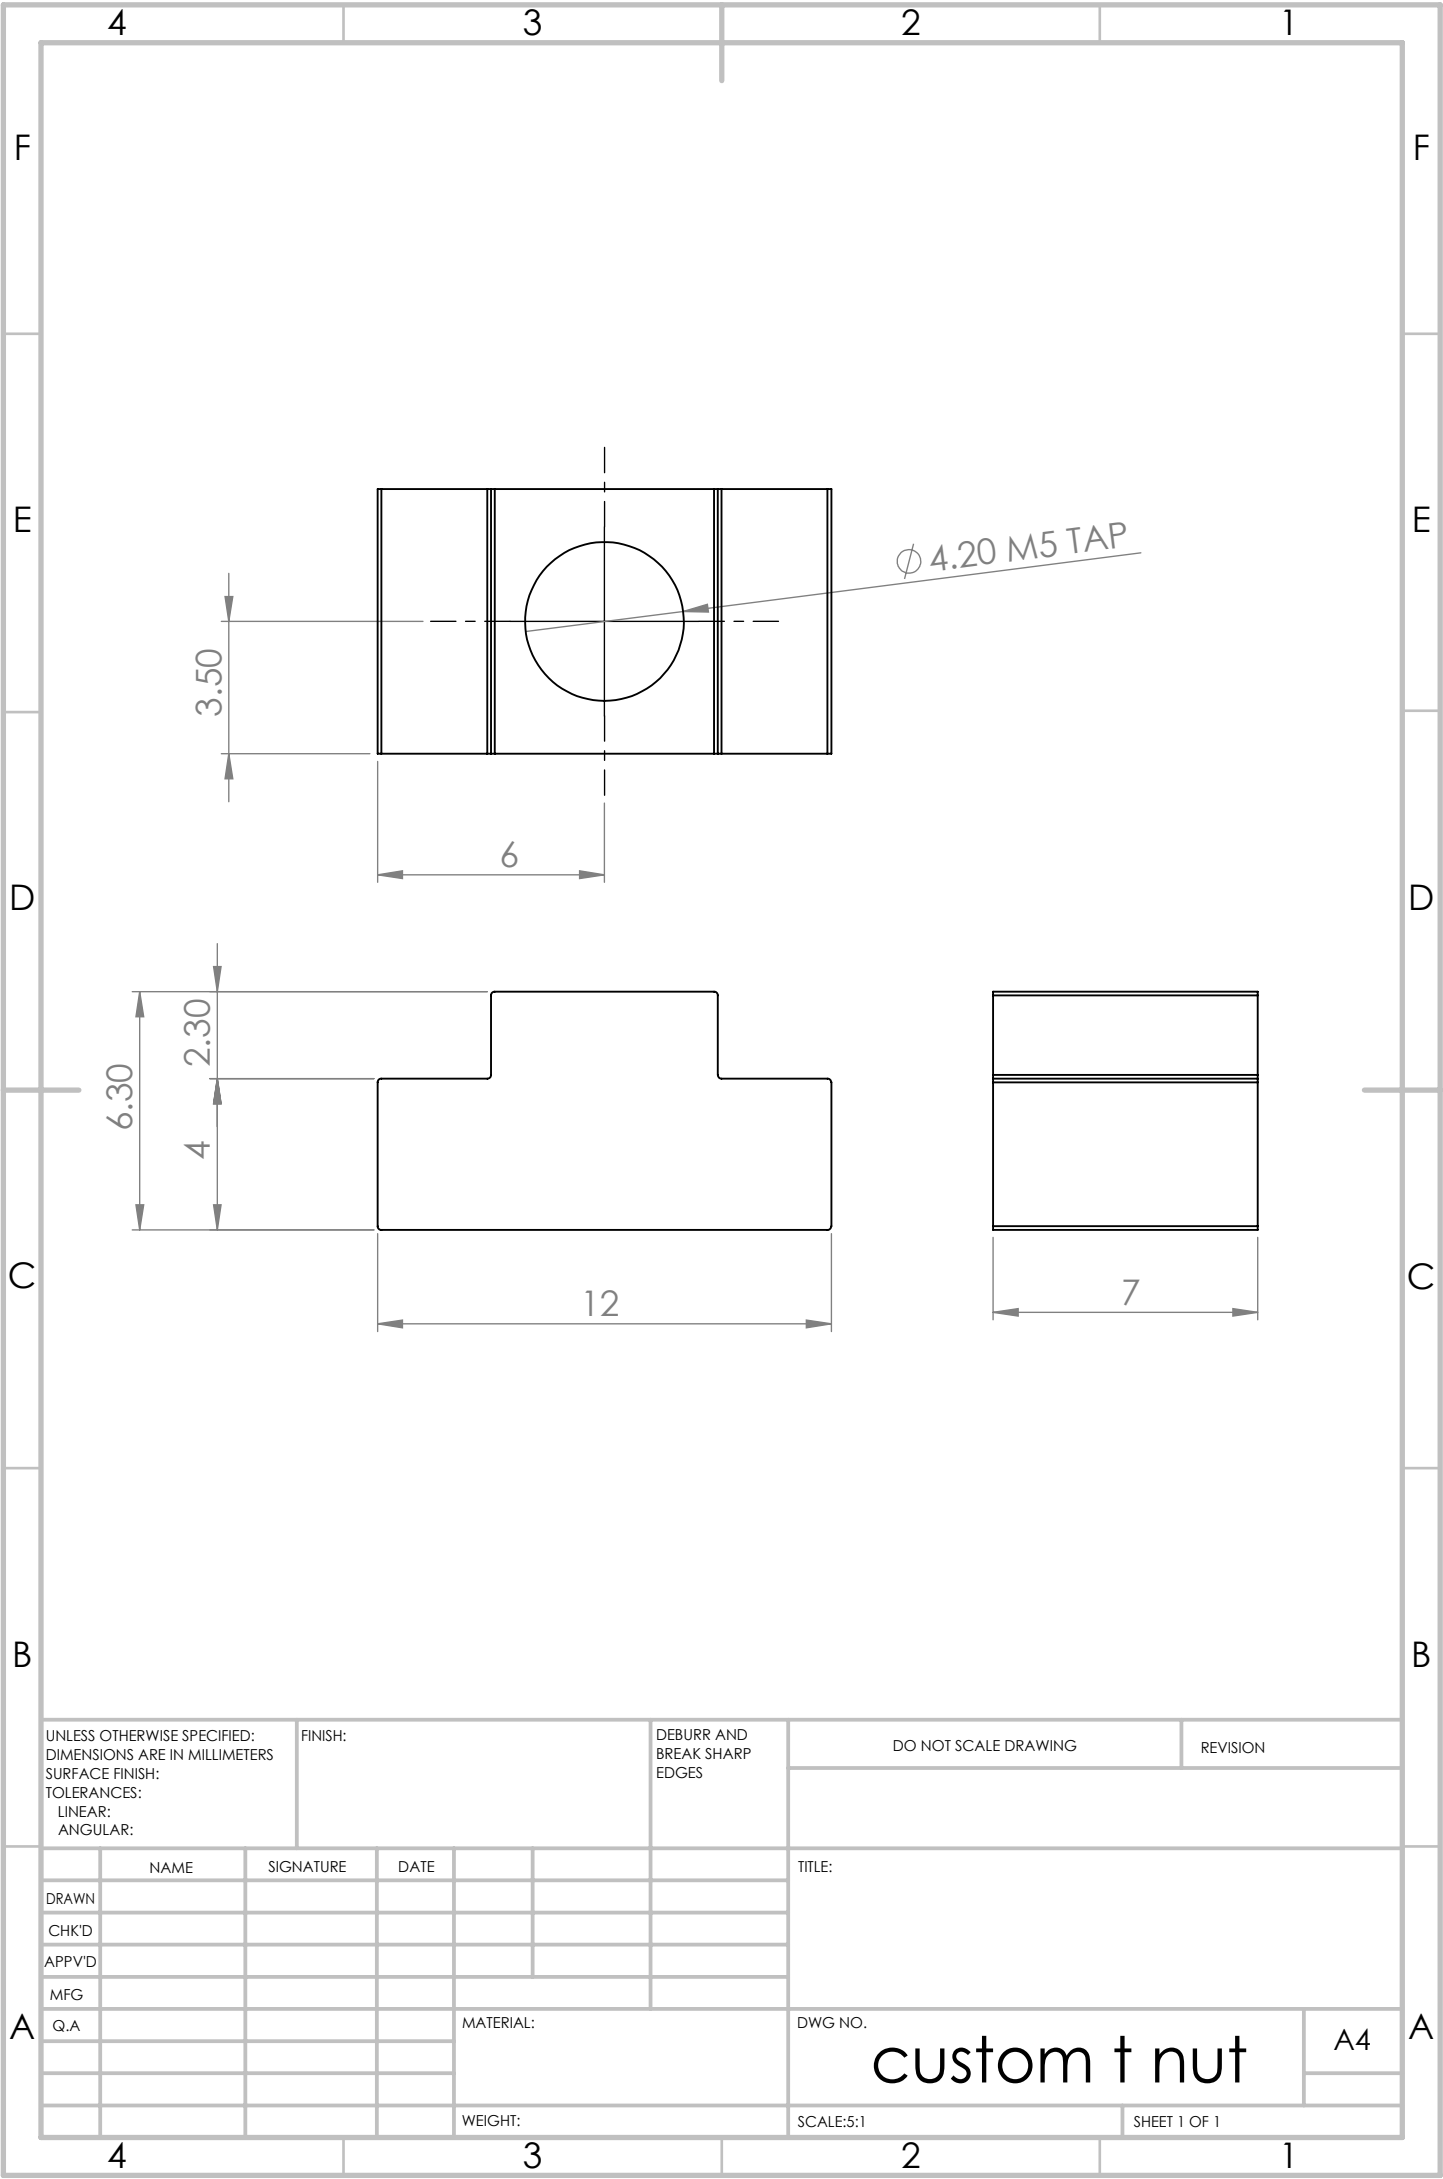 4 3 2 1
F F
E E
⌀ 4.20 M5 TAP
3.50
6
D D
2.30
6.30
4
12
7
C C
B B
UNLESS OTHERWISE SPECIFIED:
DIMENSIONS ARE IN MILLIMETERS
SURFACE FINISH:
TOLERANCES:
LINEAR:
ANGULAR:
FINISH:
DEBURR AND
BREAK SHARP
EDGES
DO NOT SCALE DRAWING
REVISION
NAME SIGNATURE DATE
DRAWN
CHK'D
APPV'D
MFG
Q.A
TITLE:
MATERIAL:
DWG NO.
custom t nut
A4
A A
WEIGHT:
SCALE:5:1
SHEET 1 OF 1
4 3 2 1